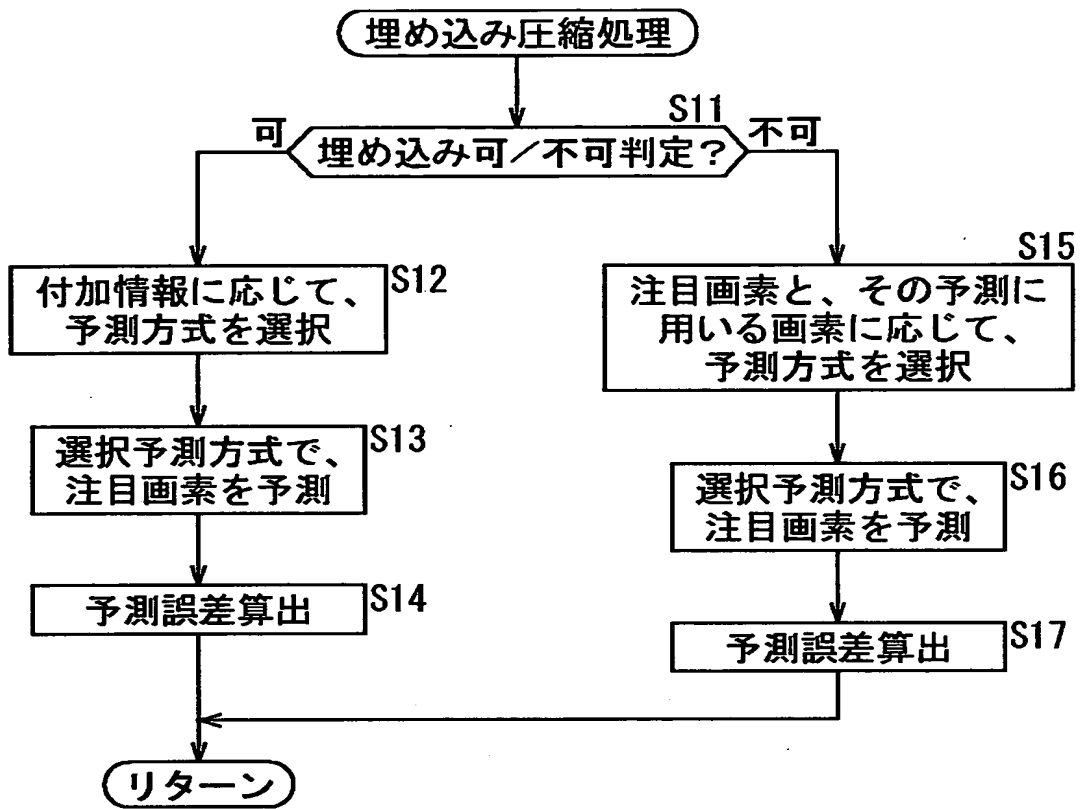 埋め込み圧縮処理
S11
可
埋め込み可／不可判定？
不可
S12
付加情報に応じて、
予測方式を選択
S13
選択予測方式で、
注目画素を予測
S14
予測誤差算出
S15
注目画素と、その予測に
用いる画素に応じて、
予測方式を選択
S16
選択予測方式で、
注目画素を予測
S17
予測誤差算出
リターン